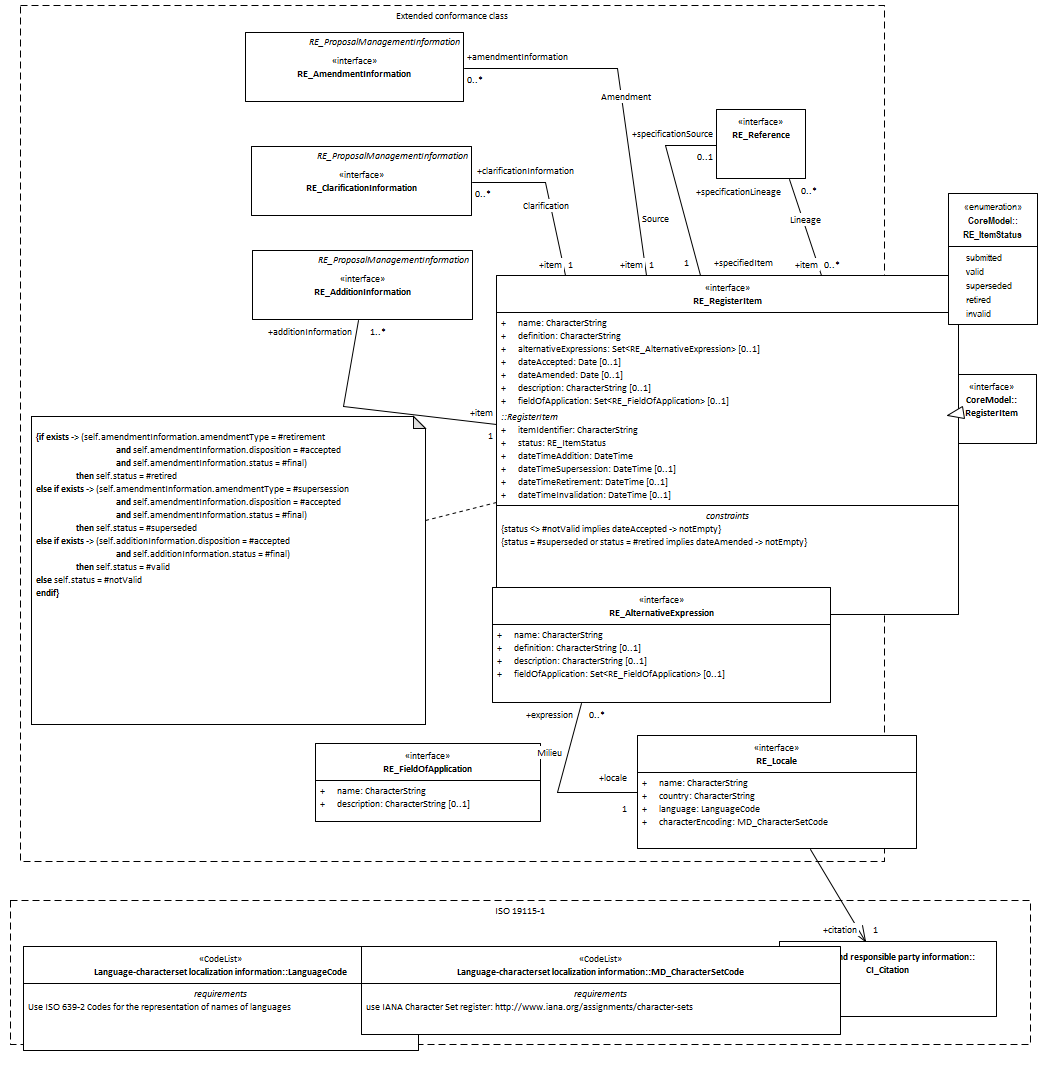 Extended conformance class
RE_ProposalManagementInformation
«interface»
RE_AmendmentInformation
+amendmentInformation
0..*
Amendment
RE_ProposalManagementInformation
«interface»
RE_ClarificationInformation
+clarificationInformation
0..*
Clarification
«interface»
RE_Reference
+specificationSource
0..1
+specificationLineage
0..*
Source
Lineage
«enumeration»
CoreModel::
RE_ItemStatus
submitted
valid
superseded
retired
invalid
RE_ProposalManagementInformation
«interface»
RE_AdditionInformation
+additionInformation
1..*
+item 1
+item 1
1 +specifiedItem
+item 0..*
«interface»
RE_RegisterItem
+ name: CharacterString
+ definition: CharacterString
+ alternativeExpressions: Set<RE_AlternativeExpression> [0..1]
+ dateAccepted: Date [0..1]
+ dateAmended: Date [0..1]
+ description: CharacterString [0..1]
+ fieldOfApplication: Set<RE_FieldOfApplication> [0..1]
::RegisterItem
+ itemIdentifier: CharacterString
+ status: RE_ItemStatus
+ dateTimeAddition: DateTime
+ dateTimeSupersession: DateTime [0..1]
+ dateTimeRetirement: DateTime [0..1]
+ dateTimeInvalidation: DateTime [0..1]
constraints
{status <> #notValid implies dateAccepted -> notEmpty}
{status = #superseded or status = #retired implies dateAmended -> notEmpty}
+item
1
«interface»
CoreModel::
RegisterItem
{if exists -> (self.amendmentInformation.amendmentType = #retirement
and self.amendmentInformation.disposition = #accepted
and self.amendmentInformation.status = #final)
then self.status = #retired
else if exists -> (self.amendmentInformation.amendmentType = #supersession
and self.amendmentInformation.disposition = #accepted
and self.amendmentInformation.status = #final)
then self.status = #superseded
else if exists -> (self.additionInformation.disposition = #accepted
and self.additionInformation.status = #final)
then self.status = #valid
else self.status = #notValid
endif}
«interface»
RE_AlternativeExpression
+ name: CharacterString
+ definition: CharacterString [0..1]
+ description: CharacterString [0..1]
+ fieldOfApplication: Set<RE_FieldOfApplication> [0..1]
+expression
0..*
Milieu
+locale
1
«interface»
RE_FieldOfApplication
+ name: CharacterString
+ description: CharacterString [0..1]
«interface»
RE_Locale
+ name: CharacterString
+ country: CharacterString
+ language: LanguageCode
+ characterEncoding: MD_CharacterSetCode
ISO 19115-1
+citation 1
«CodeList»
Language-characterset localization information::LanguageCode
requirements
Use ISO 639-2 Codes for the representation of names of languages
«CodeList»
Language-characterset localization information::MD_CharacterSetCode
requirements
use IANA Character Set register: http://www.iana.org/assignments/character-sets
responsible party information::
CI_Citation